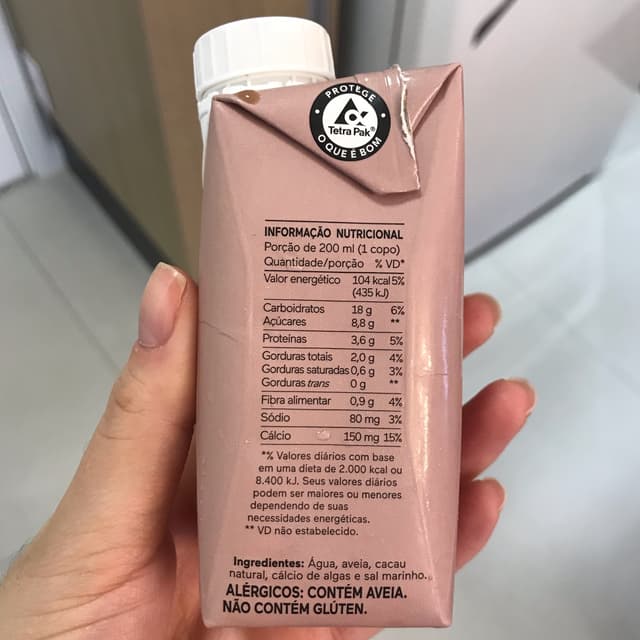 PROTEGE
Tetra Pak®
O QUE É BOM
INFORMAÇÃO NUTRICIONAL
Porção de 200 ml (1 copo)
Quantidade/porção % VD*
Valor energético 104 kcal 5%
(435 kJ)
Carboidratos 18 g 6%
Açúcares 8,8 g **
Proteínas 3,6 g 5%
Gorduras totais 2,0 g 4%
Gorduras saturadas 0,6 g 3%
Gorduras trans 0 g **
Fibra alimentar 0,9 g 4%
Sódio 80 mg 3%
Cálcio 150 mg 15%
*% Valores diários com base
em uma dieta de 2.000 kcal ou
8.400 kJ. Seus valores diários
podem ser maiores ou menores
dependendo de suas
necessidades energéticas.
** VD não estabelecido.
Ingredientes: Água, aveia, cacau
natural, cálcio de algas e sal marinho.
ALÉRGICOS: CONTÉM AVEIA.
NÃO CONTÉM GLÚTEN.